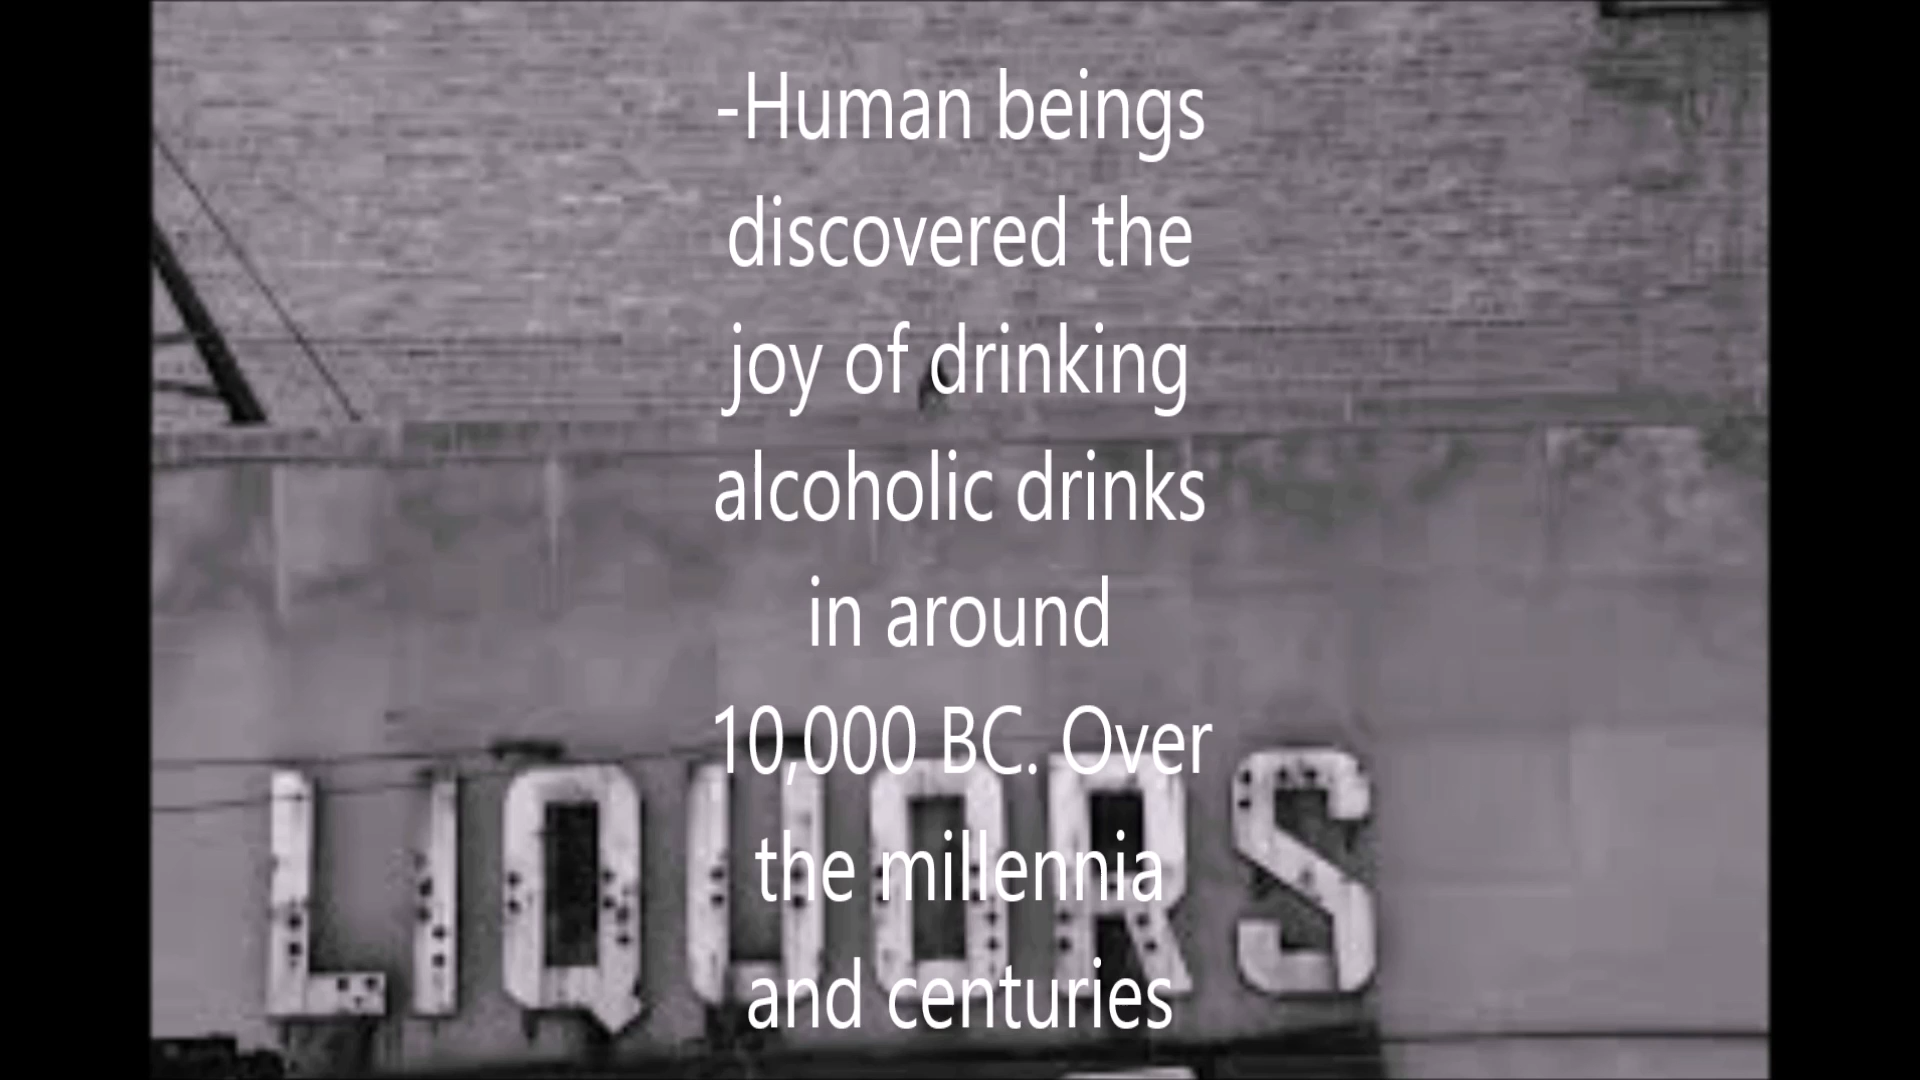 -Human beings
discovered the
joy of drinking
alcoholic drinks
in around
10,000 BC. Over
the millennia
and centuries
LIQUORS